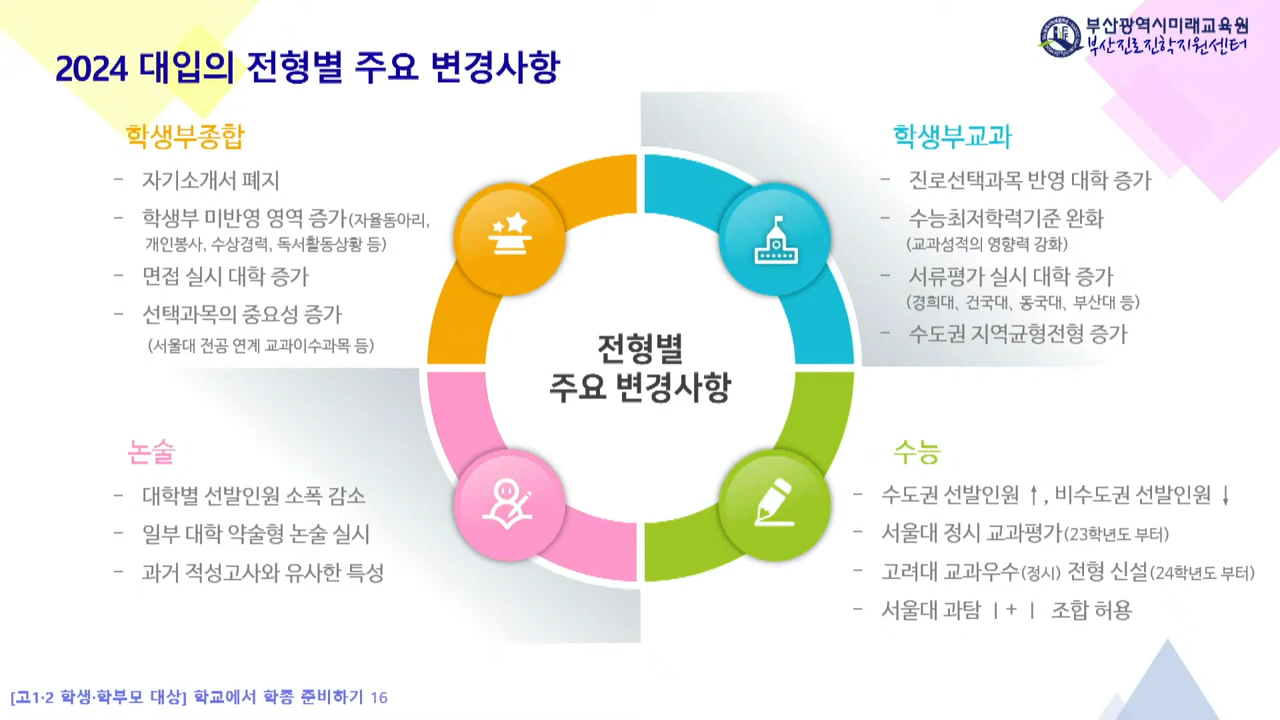 부산광역시미래교육원
부산진로진학지원센터
2024 대입의 전형별 주요 변경사항
학생부종합
- 자기소개서 폐지
- 학생부 미반영 영역 증가(자율동아리,
개인봉사, 수상경력, 독서활동상황 등)
- 면접 실시 대학 증가
- 선택과목의 중요성 증가
(서울대 전공 연계 교과이수과목 등)
학생부교과
- 진로선택과목 반영 대학 증가
- 수능최저학력기준 완화
(교과성적의 영향력 강화)
- 서류평가 실시 대학 증가
(경희대, 건국대, 동국대, 부산대 등)
- 수도권 지역균형전형 증가
전형별
주요 변경사항
논술
- 대학별 선발인원 소폭 감소
- 일부 대학 약술형 논술 실시
- 과거 적성고사와 유사한 특성
수능
- 수도권 선발인원 ↑, 비수도권 선발인원 ↓
- 서울대 정시 교과평가(23학년도 부터)
- 고려대 교과우수(정시) 전형 신설(24학년도 부터)
- 서울대 과탐 Ⅰ+Ⅰ 조합 허용
[고1·2 학생·학부모 대상] 학교에서 학종 준비하기 16